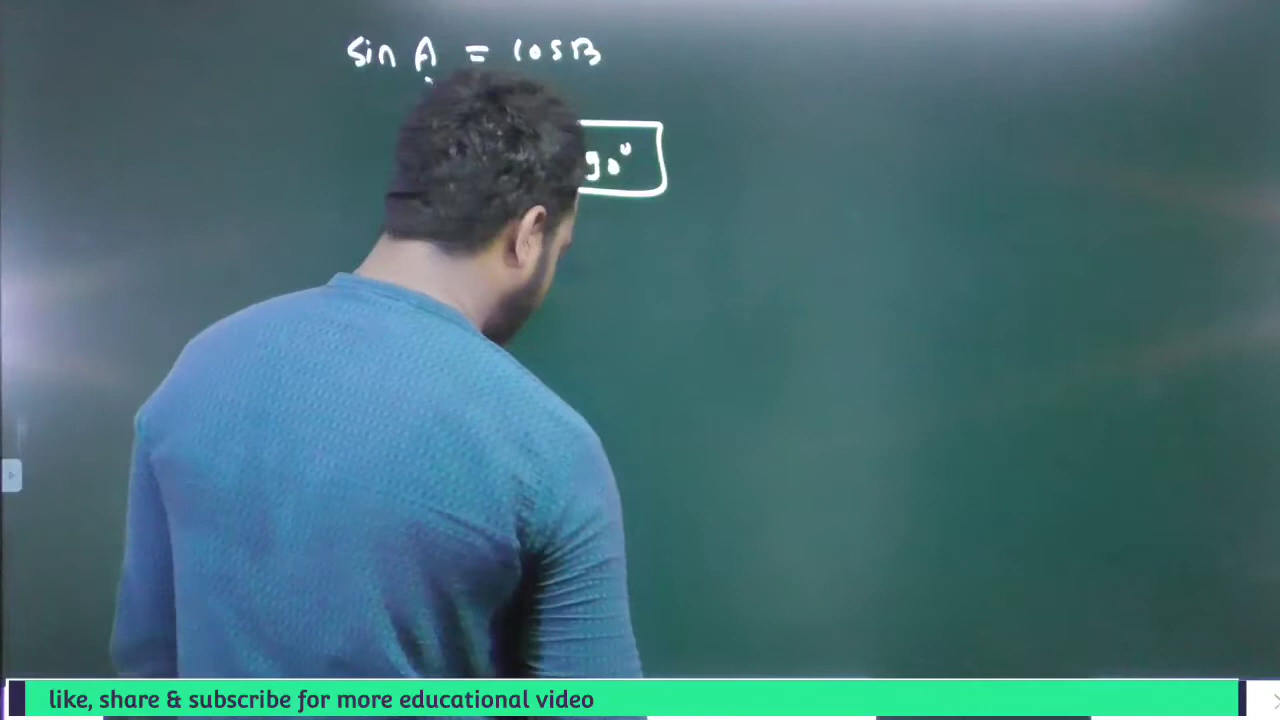 sin A = cos B
90°
like, share & subscribe for more educational video